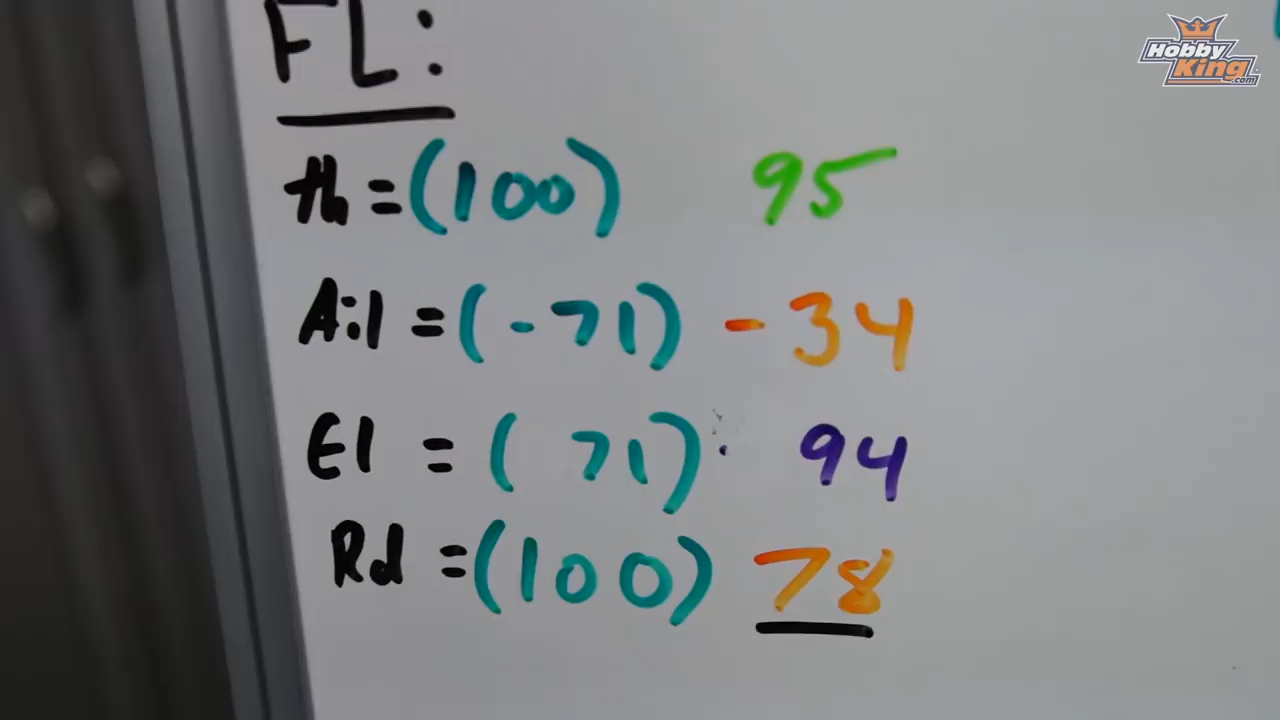 FL:
th = (100) 95
Ail = (-71) - 34
El = (71) 94
Rd = (100) 78
Hobby
King
.com